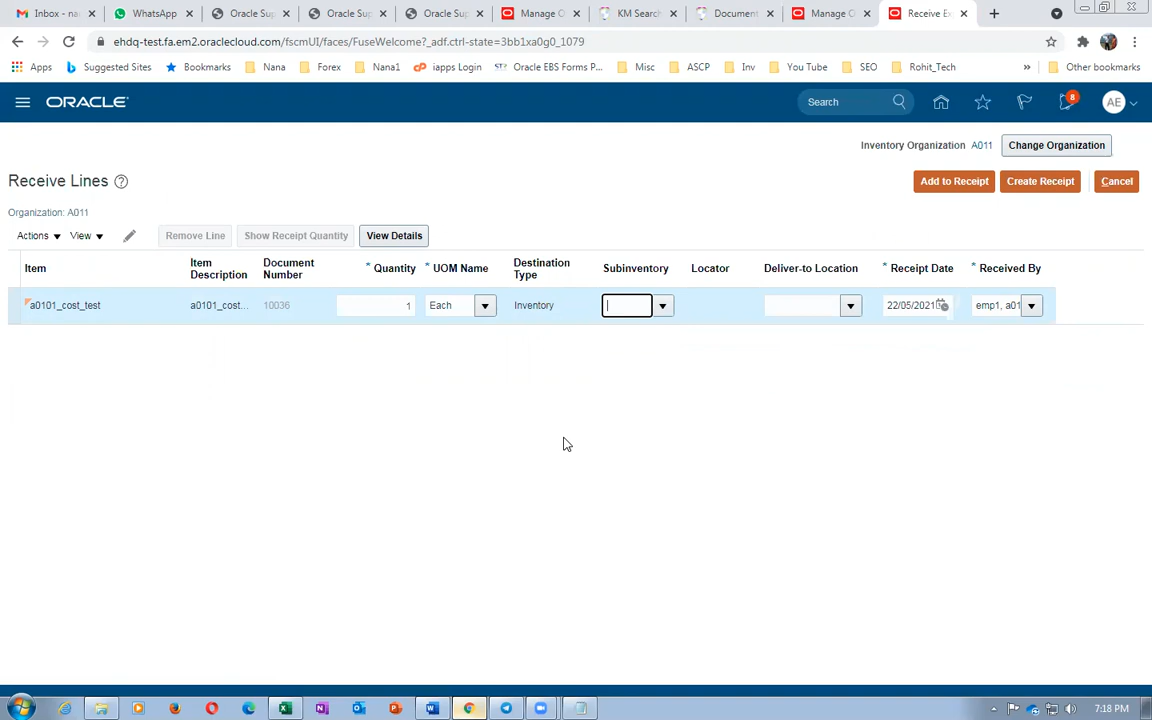 Inbox - nar
WhatsApp
Oracle Sup
Oracle Sup
Oracle Sup
Manage O
KM Search
Document
Manage O
Receive Ex
ehdq-test.fa.em2.oraclecloud.com/fscmUI/faces/FuseWelcome?_adf.ctrl-state=3bb1xa0g0_1079
Apps
Suggested Sites
Bookmarks
Nana
Forex
Nana1
iapps Login
Oracle EBS Forms P...
Misc
ASCP
Inv
You Tube
SEO
Rohit_Tech
»
Other bookmarks
ORACLE
Search
8
AE
Inventory Organization A011
Change Organization
Receive Lines
Add to Receipt
Create Receipt
Cancel
Organization: A011
Actions
View
Remove Line
Show Receipt Quantity
View Details
Item
Item Description
Document Number
* Quantity
* UOM Name
Destination Type
Subinventory
Locator
Deliver-to Location
* Receipt Date
* Received By
a0101_cost_test
a0101_cost...
10036
1
Each
Inventory
22/05/2021
emp1, a01
7:18 PM